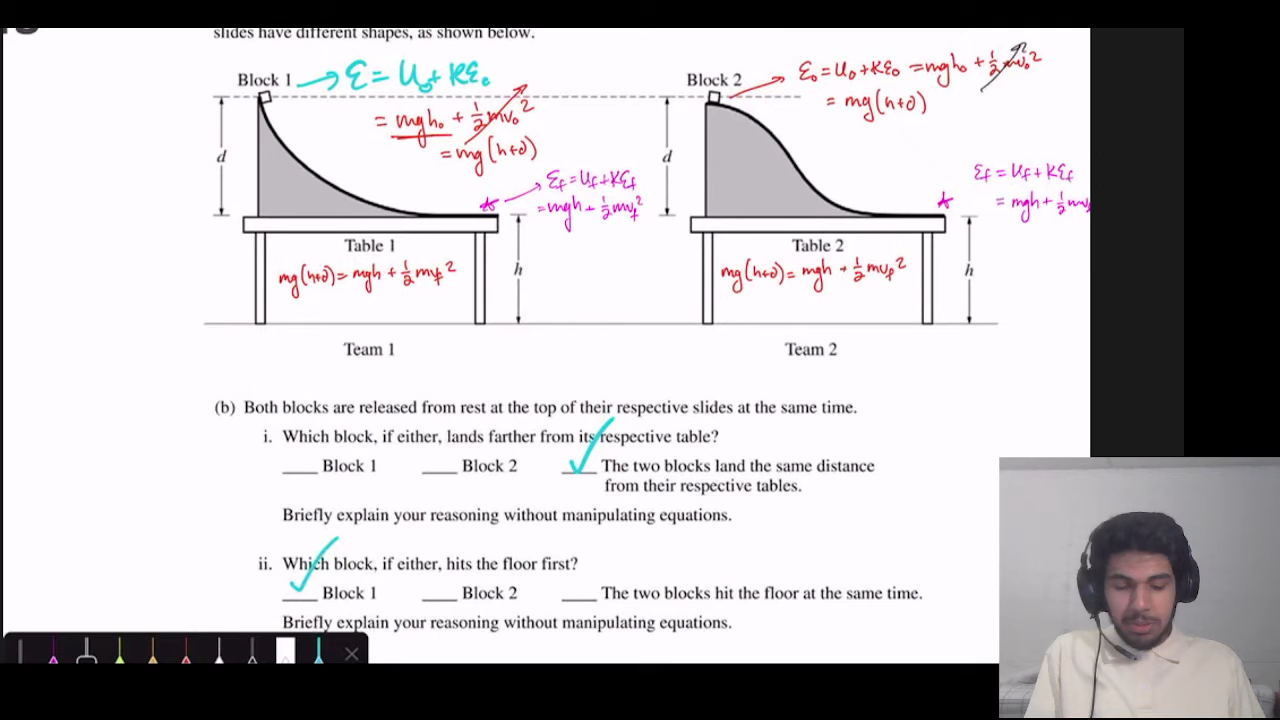 slides have different shapes, as shown below.
Block 1 → E = U₀ + KE₀
= mgh₀ + ½mv₀²
= mg(h+d)
Block 2
E₀ = U₀ + KE₀ = mgh₀ + ½mv₀²
= mg(h+d)
d
Ef = Uf + KEf
= mgh + ½mvf²
d
Ef = Uf + KEf
= mgh + ½mv
Table 1
mg(h+d) = mgh + ½mvf²
h
Table 2
mg(h+d) = mgh + ½mvf²
h
Team 1
Team 2
(b) Both blocks are released from rest at the top of their respective slides at the same time.
i. Which block, if either, lands farther from its respective table?
____ Block 1 ____ Block 2 ____ The two blocks land the same distance
from their respective tables.
Briefly explain your reasoning without manipulating equations.
ii. Which block, if either, hits the floor first?
____ Block 1 ____ Block 2 ____ The two blocks hit the floor at the same time.
Briefly explain your reasoning without manipulating equations.